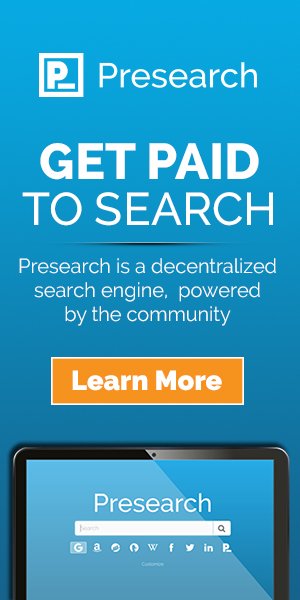 P_ Presearch
GET PAID
TO SEARCH
Presearch is a decentralized
search engine, powered
by the community
Learn More
Presearch
Search
Customize